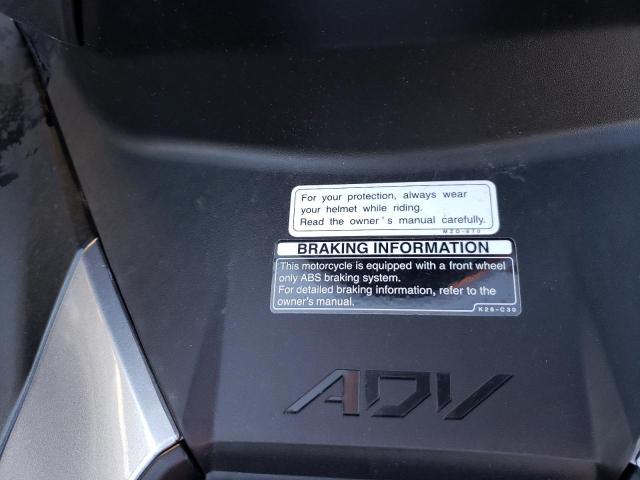 For your protection, always wear
your helmet while riding.
Read the owner's manual carefully.
MZ0-870
BRAKING INFORMATION
This motorcycle is equipped with a front wheel
only ABS braking system.
For detailed braking information, refer to the
owner's manual.
K26-C30
ADV